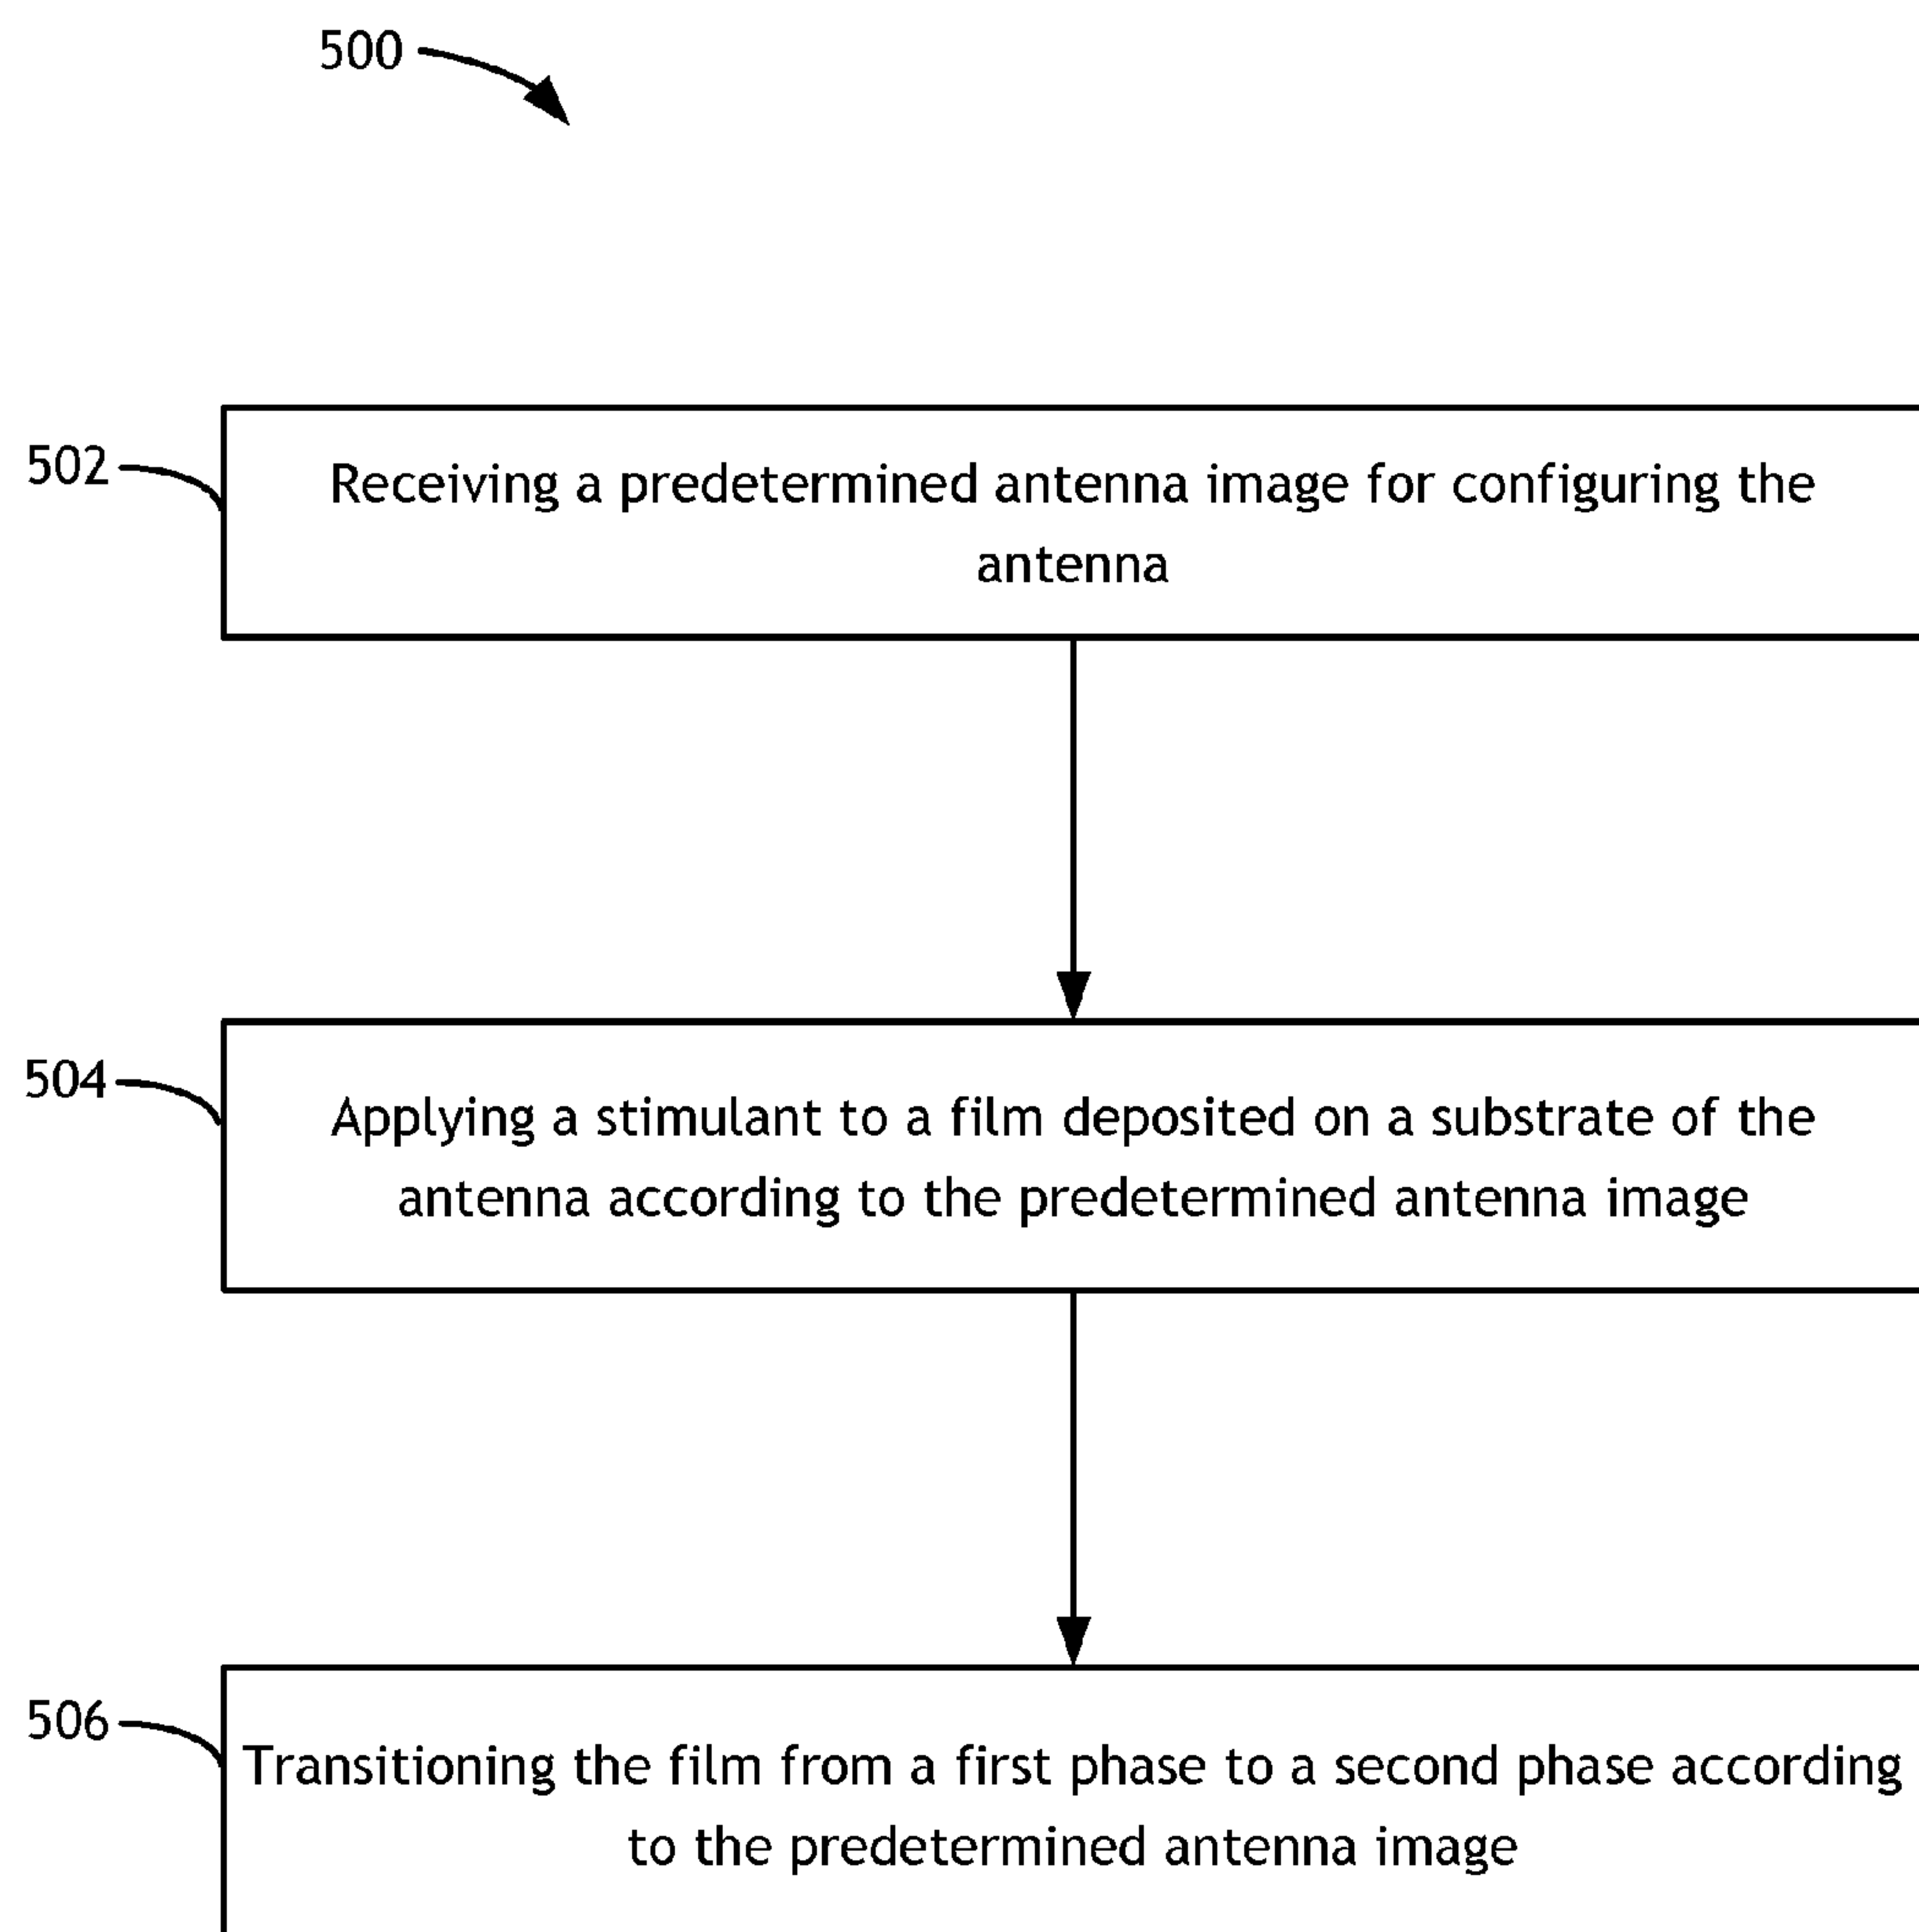 500
502
Receiving a predetermined antenna image for configuring the
antenna
504
Applying a stimulant to a film deposited on a substrate of the
antenna according to the predetermined antenna image
506
Transitioning the film from a first phase to a second phase according
to the predetermined antenna image